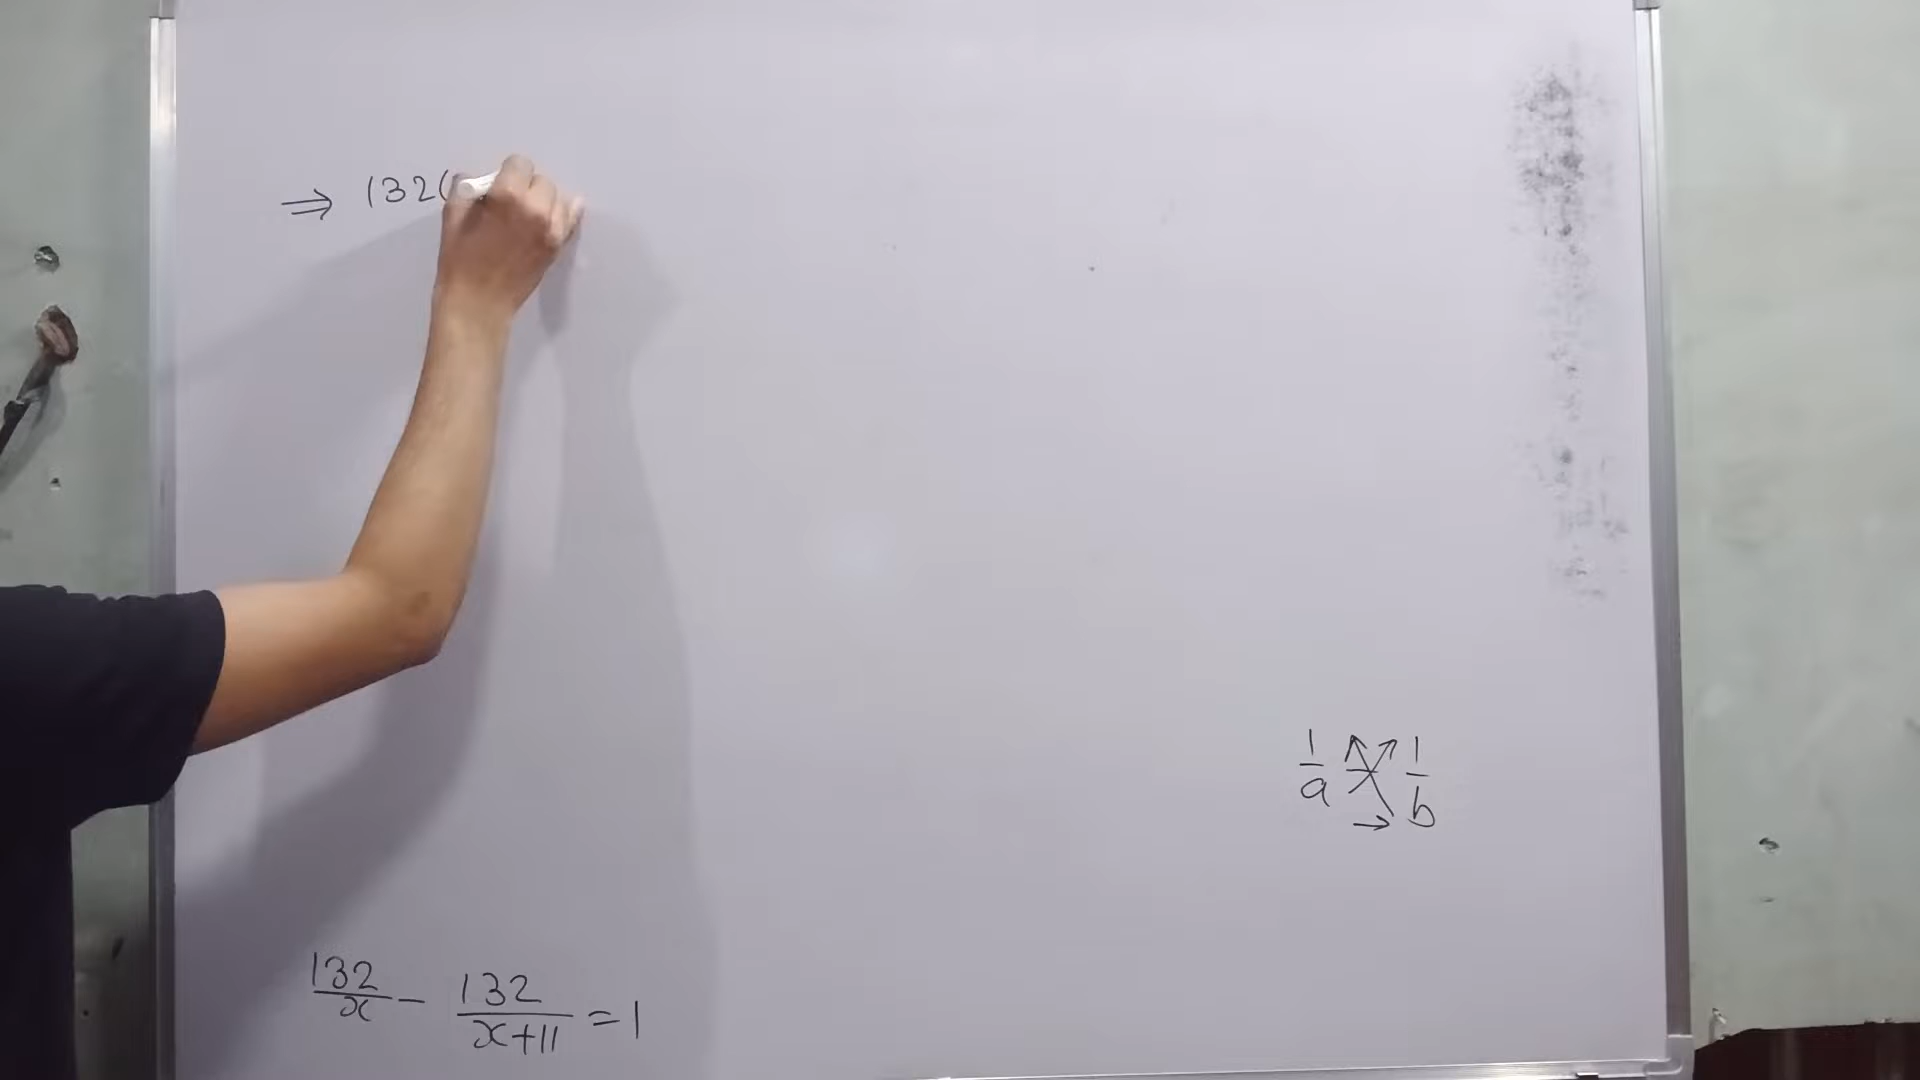 ⇒ 132(
1/a × 1/b
132/x - 132/x+11 = 1